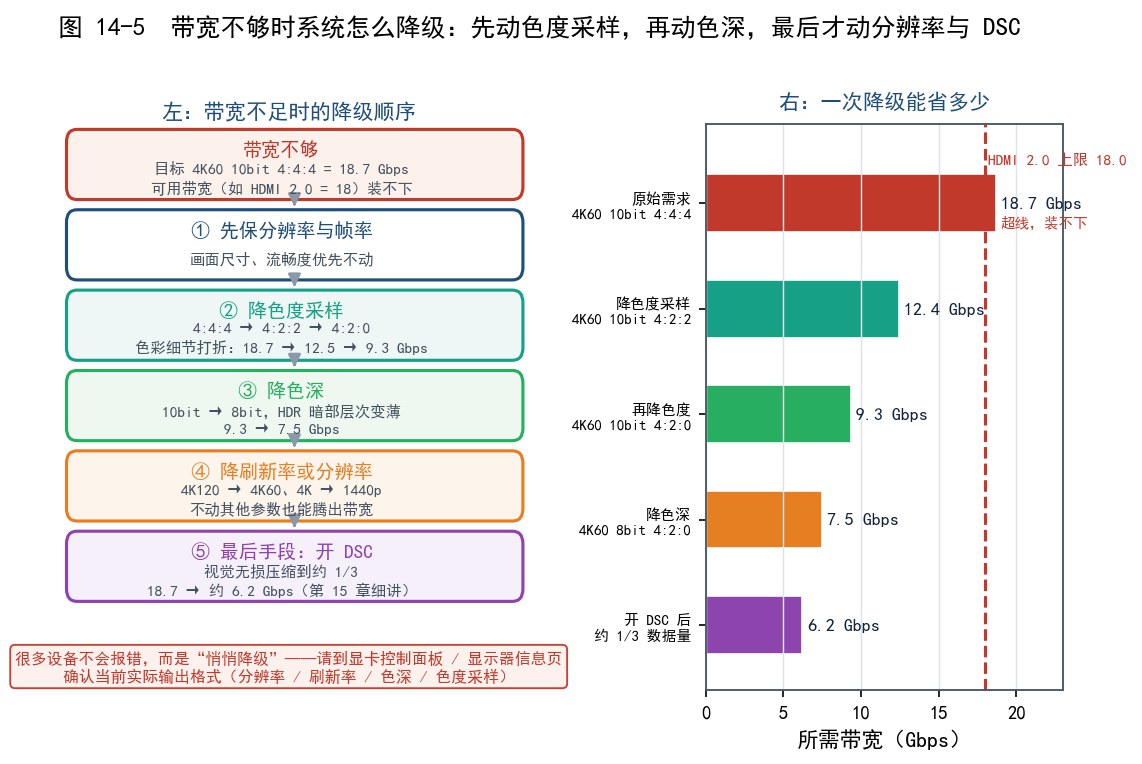 图 14-5  带宽不够时系统怎么降级：先动色度采样，再动色深，最后才动分辨率与 DSC
左：带宽不足时的降级顺序
带宽不够
目标 4K60 10bit 4:4:4 = 18.7 Gbps
可用带宽（如 HDMI 2.0 = 18）装不下
① 先保分辨率与帧率
画面尺寸、流畅度优先不动
② 降色度采样
4:4:4 → 4:2:2 → 4:2:0
色彩细节打折：18.7 → 12.5 → 9.3 Gbps
③ 降色深
10bit → 8bit，HDR 暗部层次变薄
9.3 → 7.5 Gbps
④ 降刷新率或分辨率
4K120 → 4K60、4K → 1440p
不动其他参数也能腾出带宽
⑤ 最后手段：开 DSC
视觉无损压缩到约 1/3
18.7 → 约 6.2 Gbps（第 15 章细讲）
很多设备不会报错，而是“悄悄降级”——请到显卡控制面板 / 显示器信息页
确认当前实际输出格式（分辨率 / 刷新率 / 色深 / 色度采样）
右：一次降级能省多少
HDMI 2.0 上限 18.0
原始需求
4K60 10bit 4:4:4
18.7 Gbps
超线，装不下
降色度采样
4K60 10bit 4:2:2
12.4 Gbps
再降色度
4K60 10bit 4:2:0
9.3 Gbps
降色深
4K60 8bit 4:2:0
7.5 Gbps
开 DSC 后
约 1/3 数据量
6.2 Gbps
0 5 10 15 20
所需带宽（Gbps）